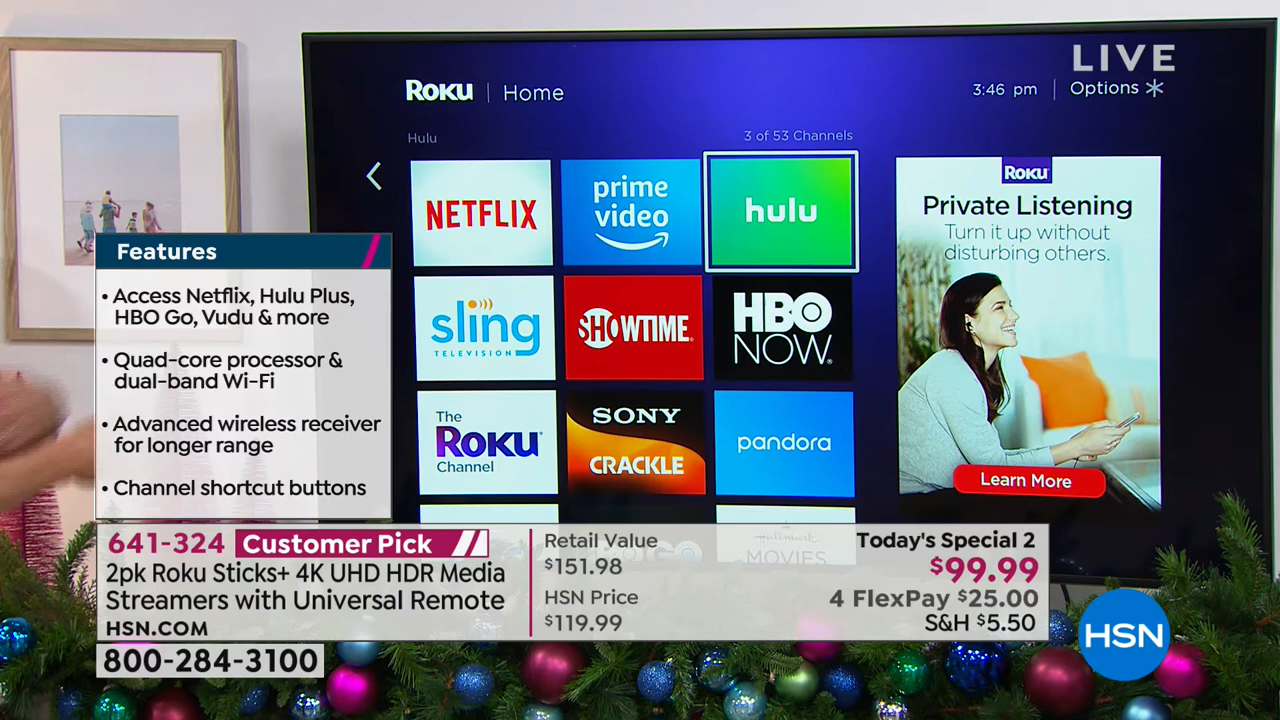 LIVE
Roku | Home
3:46 pm | Options
Hulu
3 of 53 Channels
NETFLIX
prime
video
hulu
sling
TELEVISION
SHOWTIME
HBO
NOW
The
Roku
Channel
SONY
CRACKLE
pandora
GO
Hallmark
MOVIES
Roku
Private Listening
Turn it up without
disturbing others.
Learn More
Features
• Access Netflix, Hulu Plus,
HBO Go, Vudu & more
• Quad-core processor &
dual-band Wi-Fi
• Advanced wireless receiver
for longer range
• Channel shortcut buttons
641-324 Customer Pick
2pk Roku Sticks+ 4K UHD HDR Media
Streamers with Universal Remote
HSN.COM
800-284-3100
Retail Value
$151.98
HSN Price
$119.99
Today's Special 2
$99.99
4 FlexPay $25.00
S&H $5.50
HSN